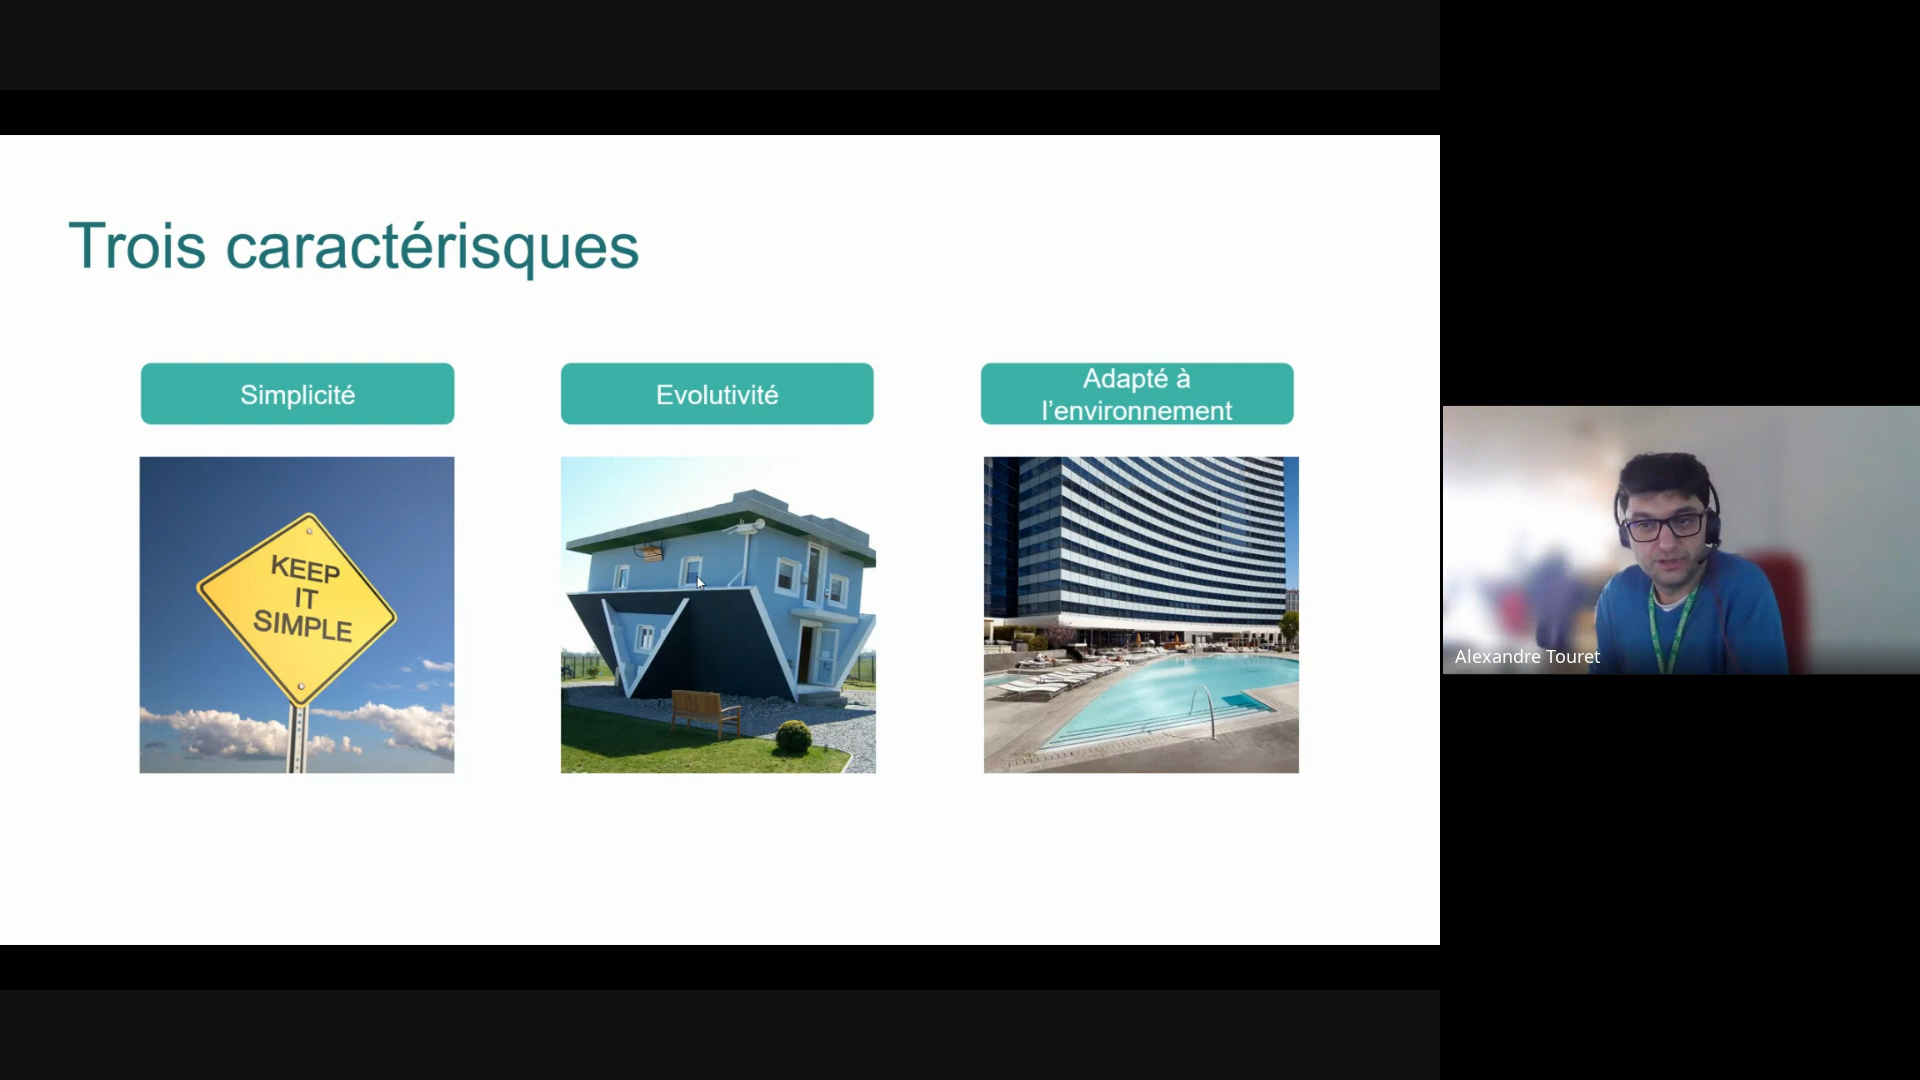 Trois caractérisques
Simplicité
Evolutivité
Adapté à
l’environnement
KEEP
IT
SIMPLE
Alexandre Touret